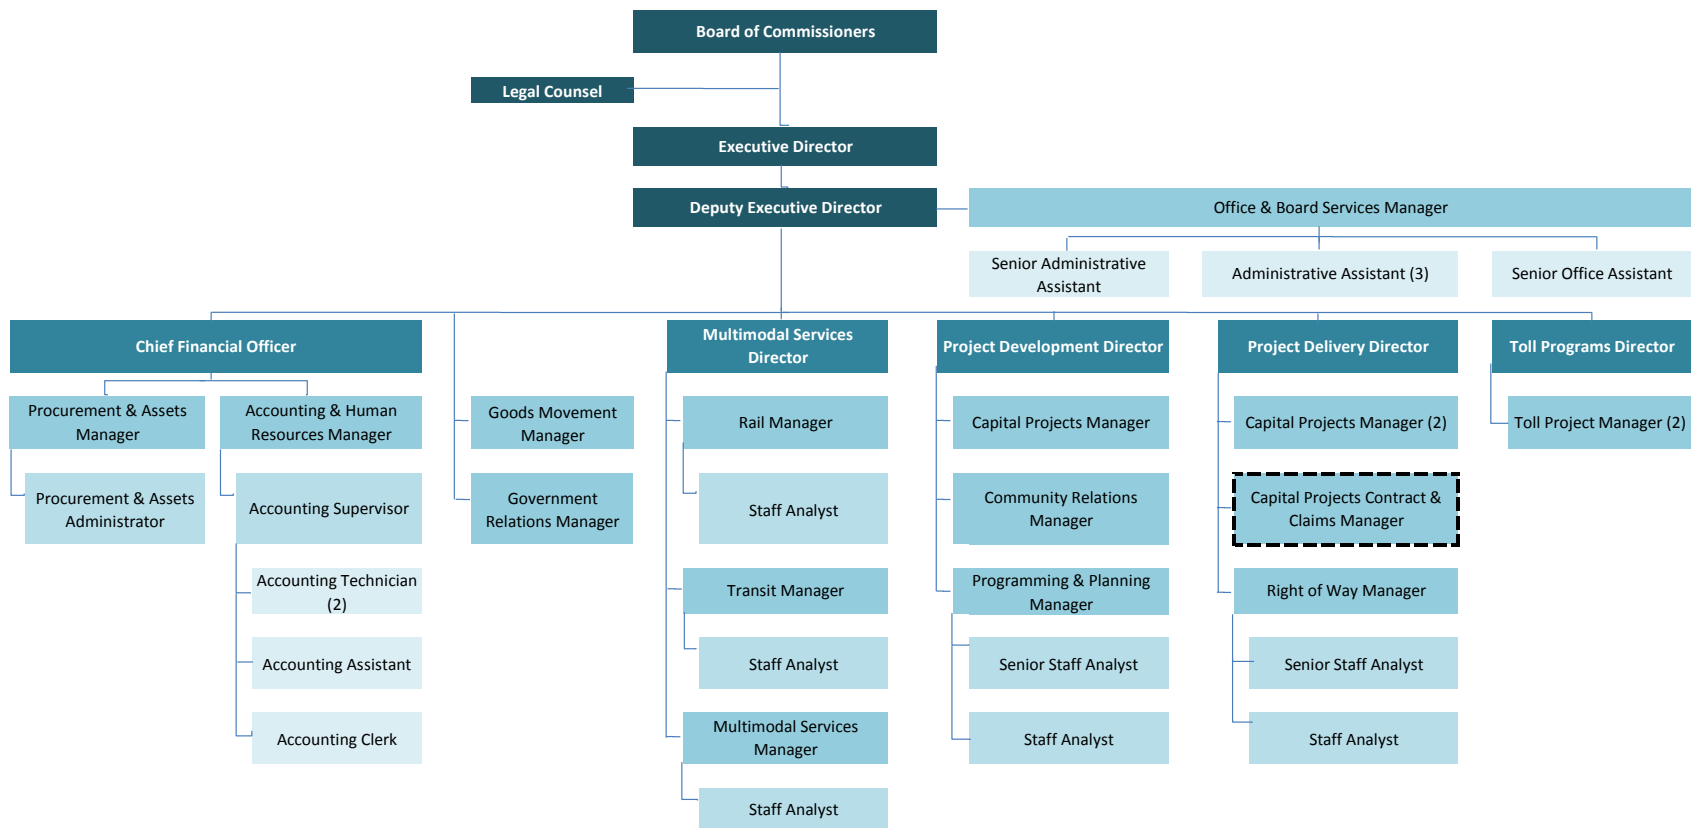 Board of Commissioners
Legal Counsel
Executive Director
Deputy Executive Director
Office & Board Services Manager
Senior Administrative
Assistant
Administrative Assistant (3)
Senior Office Assistant
Chief Financial Officer
Multimodal Services
Director
Project Development Director
Project Delivery Director
Toll Programs Director
Procurement & Assets
Manager
Accounting & Human
Resources Manager
Goods Movement
Manager
Rail Manager
Capital Projects Manager
Capital Projects Manager (2)
Toll Project Manager (2)
Procurement & Assets
Administrator
Accounting Supervisor
Government
Relations Manager
Staff Analyst
Community Relations
Manager
Capital Projects Contract &
Claims Manager
Accounting Technician
(2)
Transit Manager
Programming & Planning
Manager
Right of Way Manager
Accounting Assistant
Staff Analyst
Senior Staff Analyst
Senior Staff Analyst
Accounting Clerk
Multimodal Services
Manager
Staff Analyst
Staff Analyst
Staff Analyst